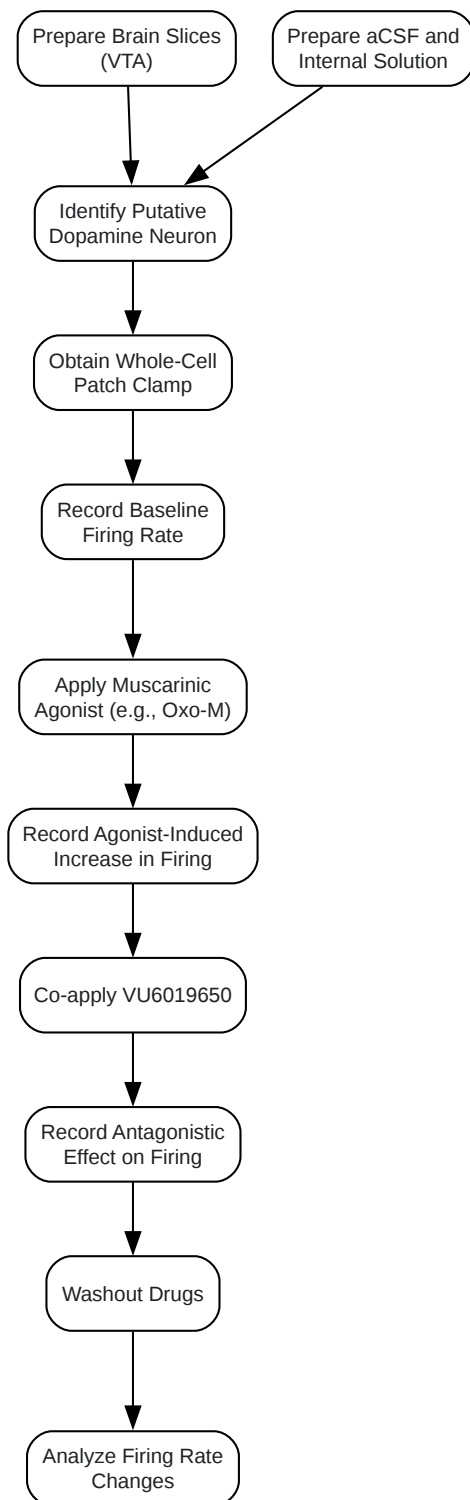 Prepare Brain Slices
(VTA)
Prepare aCSF and
Internal Solution
Identify Putative
Dopamine Neuron
Obtain Whole-Cell
Patch Clamp
Record Baseline
Firing Rate
Apply Muscarinic
Agonist (e.g., Oxo-M)
Record Agonist-Induced
Increase in Firing
Co-apply VU6019650
Record Antagonistic
Effect on Firing
Washout Drugs
Analyze Firing Rate
Changes